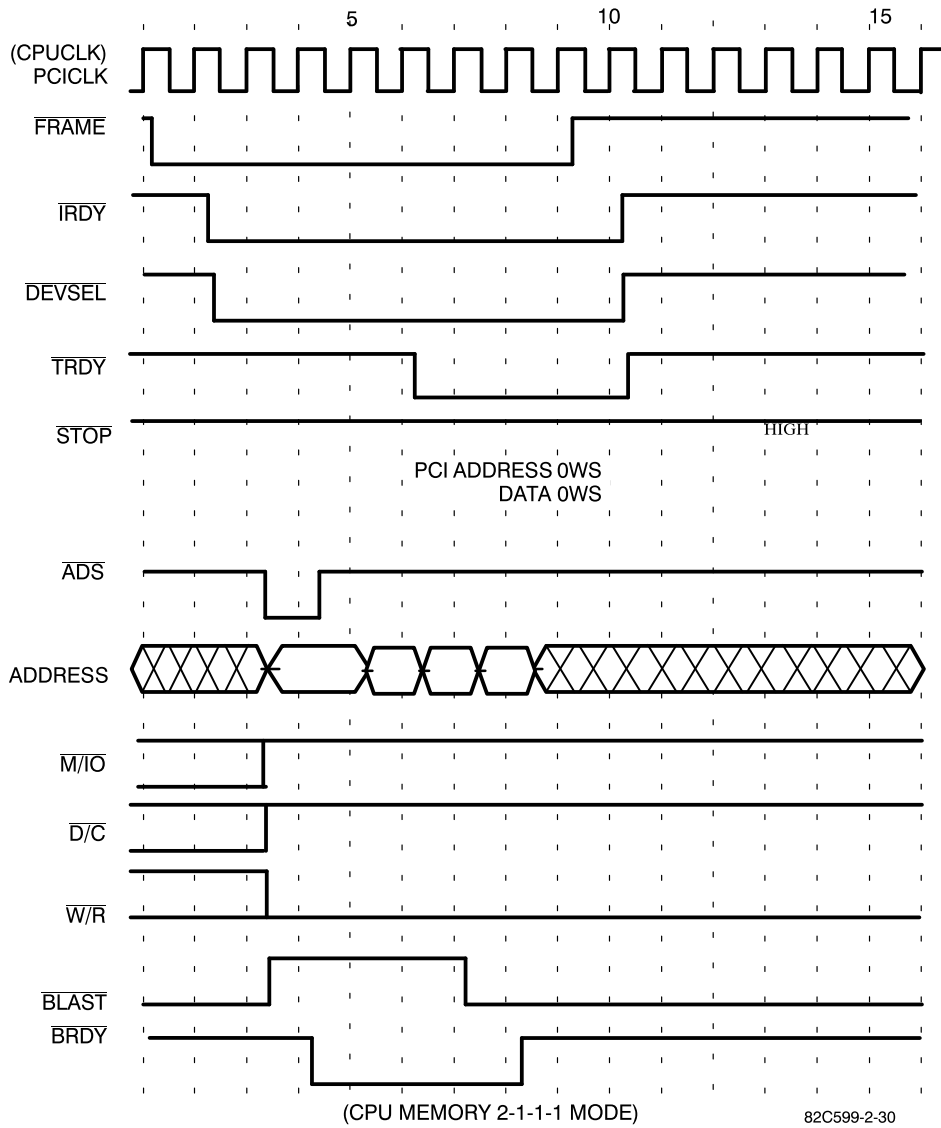 5 10 15
(CPUCLK)
PCICLK
FRAME
IRDY
DEVSEL
TRDY
STOP
HIGH
PCI ADDRESS 0WS
DATA 0WS
ADS
ADDRESS
M/IO
D/C
W/R
BLAST
BRDY
(CPU MEMORY 2-1-1-1 MODE)
82C599-2-30